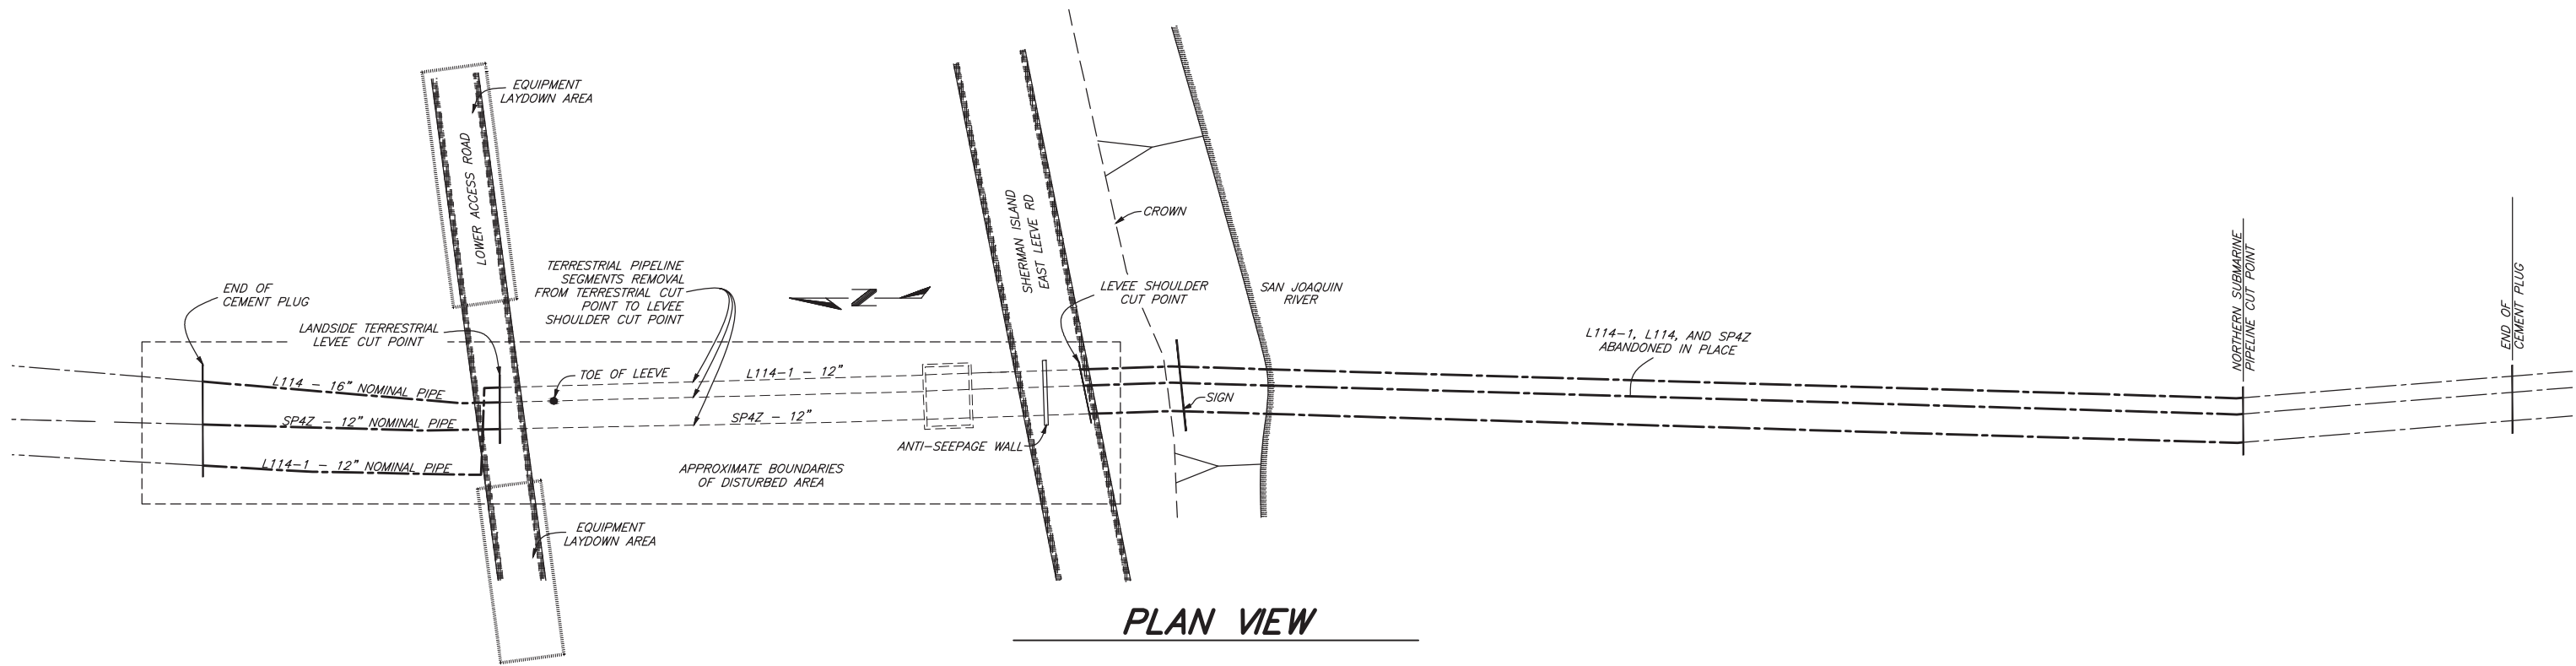 EQUIPMENT
LAYDOWN AREA
LOWER ACCESS ROAD
END OF
CEMENT PLUG
LANDSIDE TERRESTRIAL
LEVEE CUT POINT
TERRESTRIAL PIPELINE
SEGMENTS REMOVAL
FROM TERRESTRIAL CUT
POINT TO LEVEE
SHOULDER CUT POINT
N
SHERMAN ISLAND
EAST LEEVE RD
CROWN
LEVEE SHOULDER
CUT POINT
SAN JOAQUIN
RIVER
L114-1, L114, AND SP4Z
ABANDONED IN PLACE
NORTHERN SUBMARINE
PIPELINE CUT POINT
END OF
CEMENT PLUG
L114 - 16" NOMINAL PIPE
SP4Z - 12" NOMINAL PIPE
L114-1 - 12" NOMINAL PIPE
TOE OF LEEVE
L114-1 - 12"
SP4Z - 12"
SIGN
ANTI-SEEPAGE WALL
APPROXIMATE BOUNDARIES
OF DISTURBED AREA
EQUIPMENT
LAYDOWN AREA
PLAN VIEW